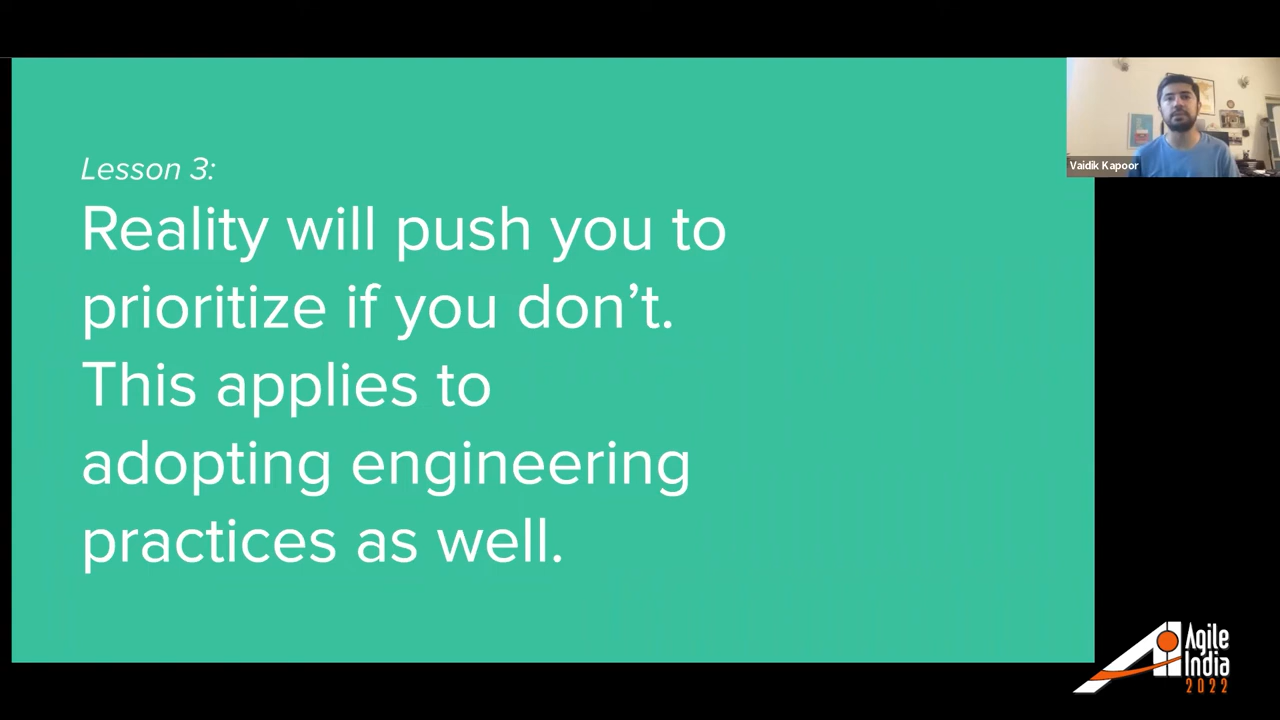 Lesson 3:
Reality will push you to
prioritize if you don’t.
This applies to
adopting engineering
practices as well.
Vaidik Kapoor
Agile
India
2022